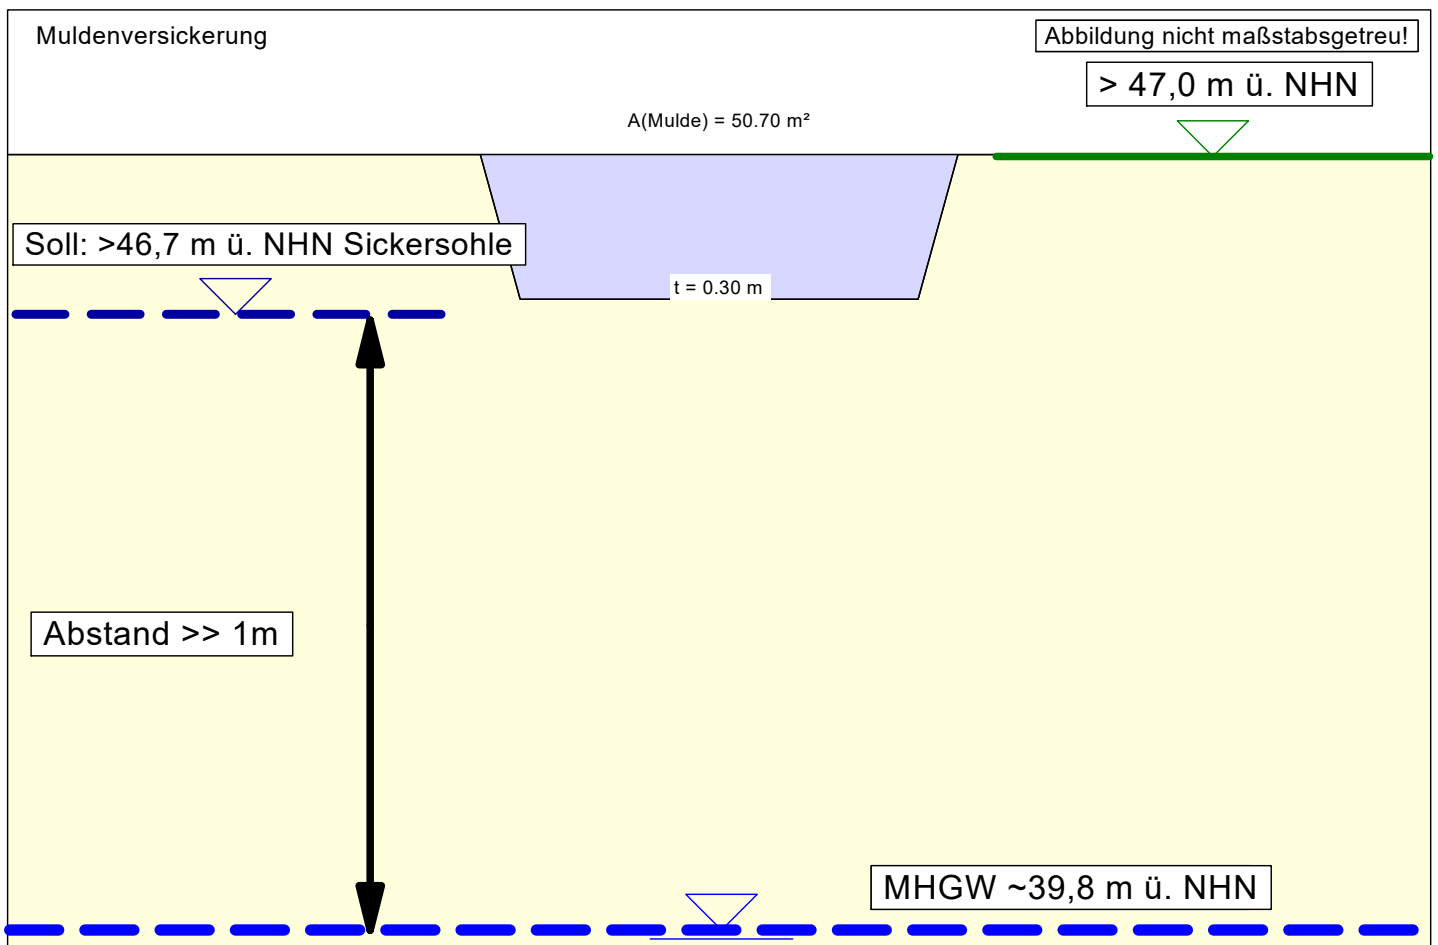 Muldenversickerung
Abbildung nicht maßstabsgetreu!
> 47,0 m ü. NHN
A(Mulde) = 50.70 m²
Soll: >46,7 m ü. NHN Sickersohle
t = 0.30 m
Abstand >> 1m
MHGW ~39,8 m ü. NHN